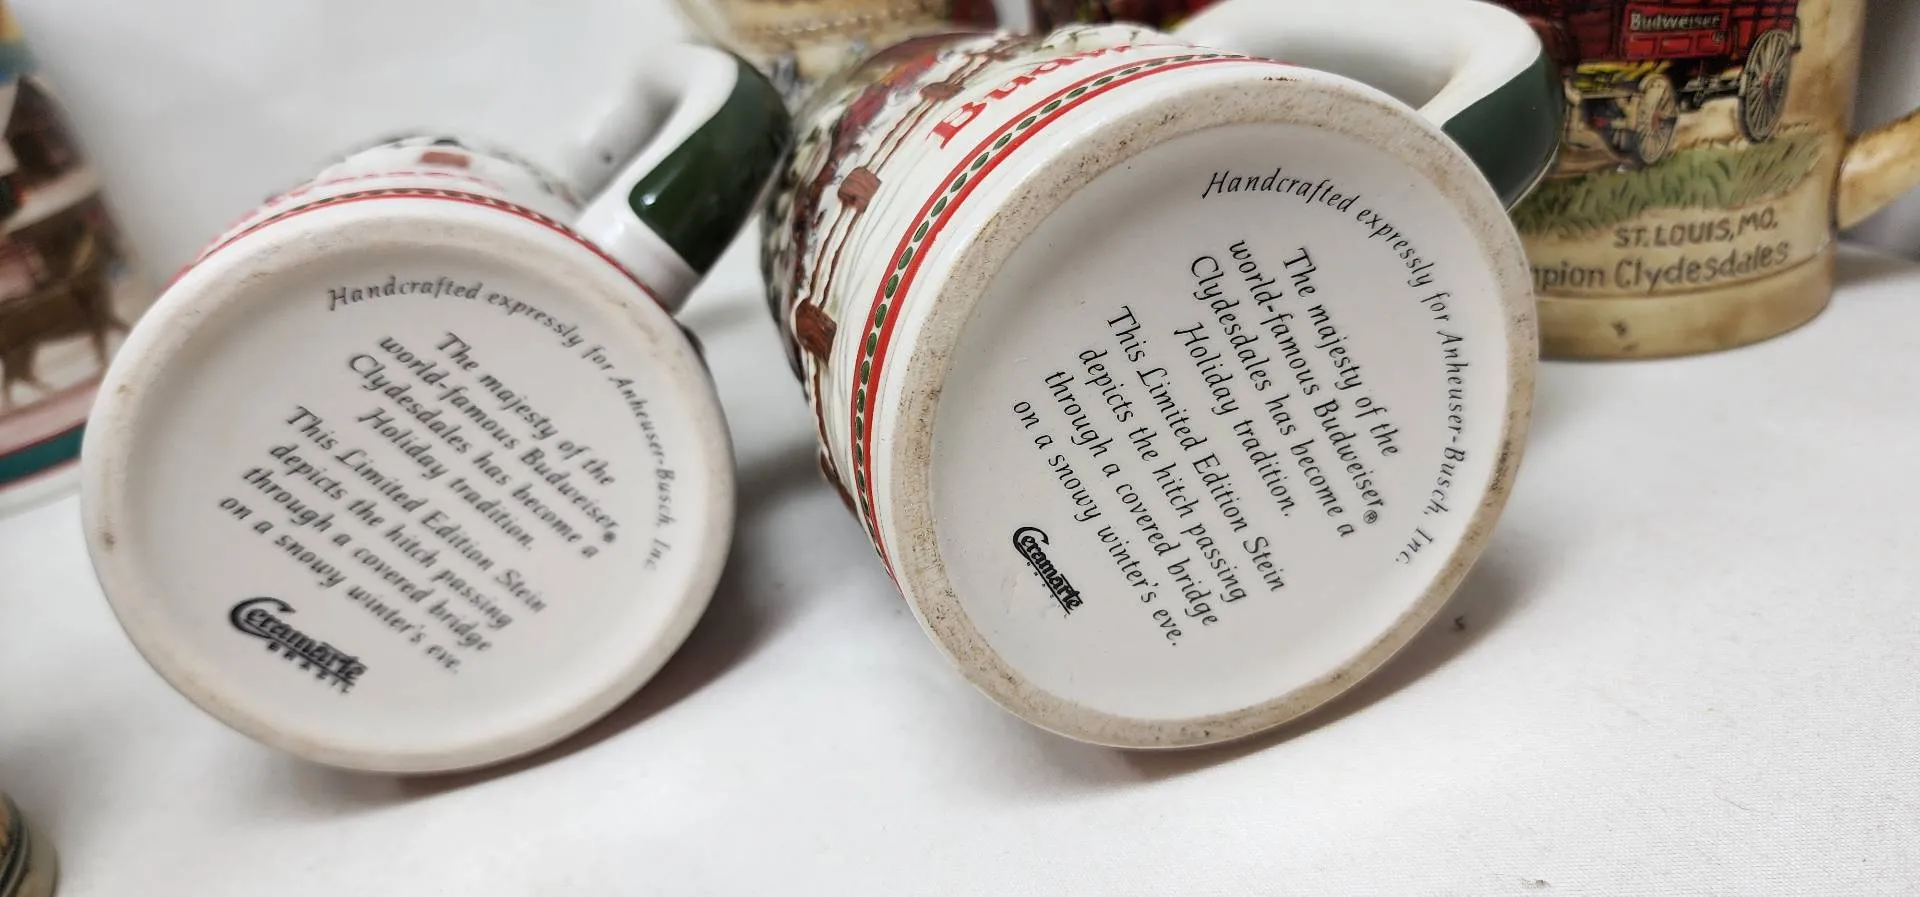 Handcrafted expressly for Anheuser-Busch, Inc.
The majesty of the
world-famous Budweiser®
Clydesdales has become a
Holiday tradition.
This Limited Edition Stein
depicts the hitch passing
through a covered bridge
on a snowy winter's eve.
Ceramarte
BRAZIL
Handcrafted expressly for Anheuser-Busch, Inc.
The majesty of the
world-famous Budweiser®
Clydesdales has become a
Holiday tradition.
This Limited Edition Stein
depicts the hitch passing
through a covered bridge
on a snowy winter's eve.
Ceramarte
Budw
Budweiser
ST. LOUIS, MO.
mpion Clydesdales